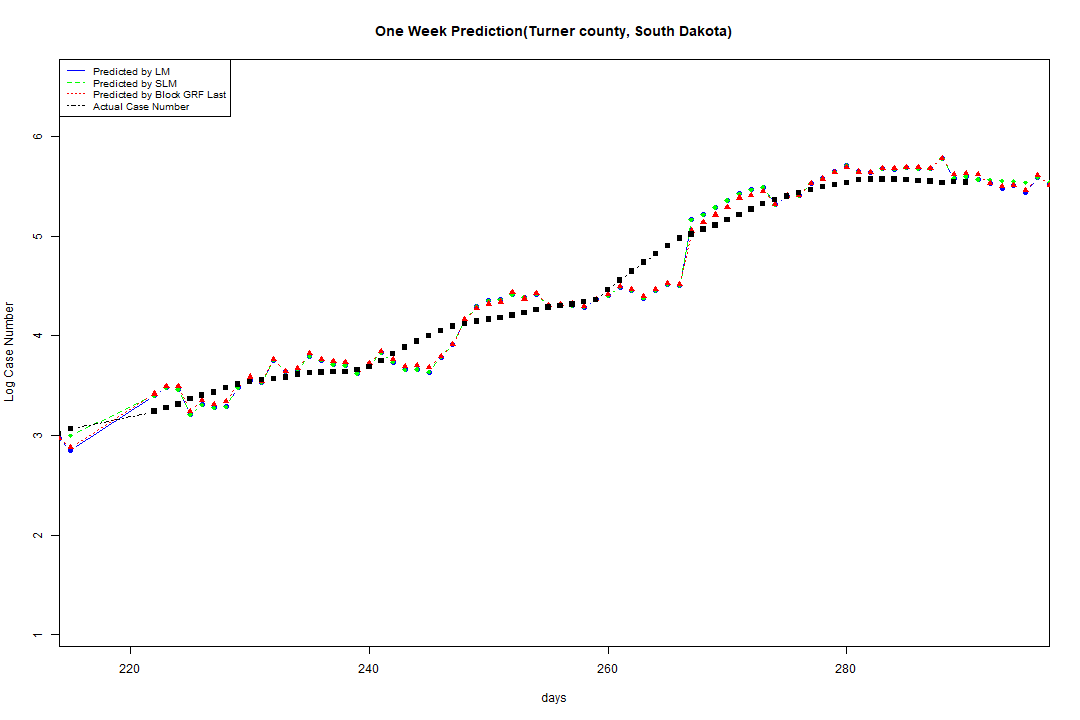 One Week Prediction(Turner county, South Dakota)
Predicted by LM
Predicted by SLM
Predicted by Block GRF Last
Actual Case Number
6
5
4
3
2
1
Log Case Number
220 240 260 280
days